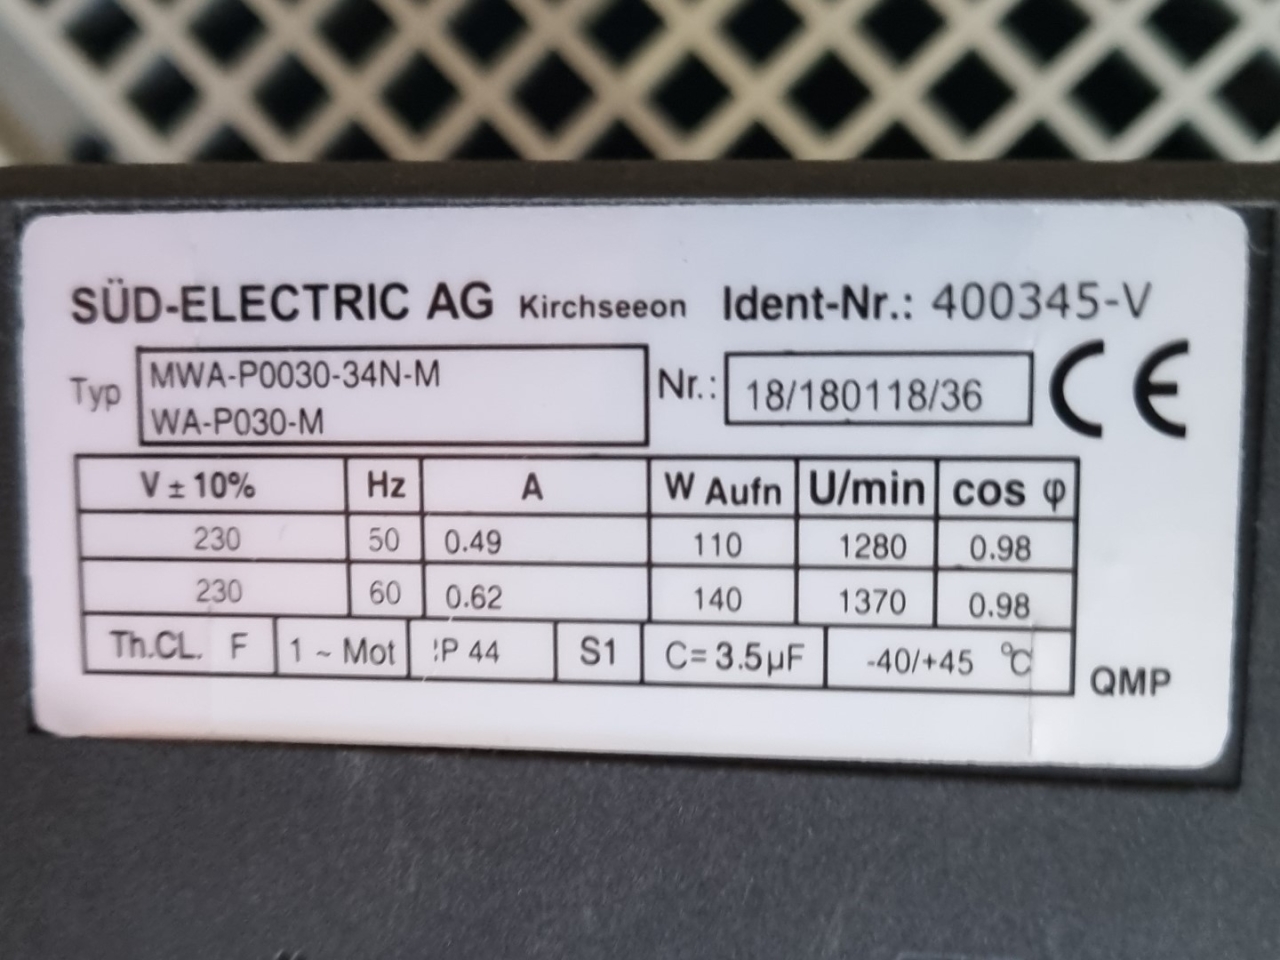 SÜD-ELECTRIC AG Kirchseeon Ident-Nr.: 400345-V
Typ MWA-P0030-34N-M Nr.: 18/180118/36 CE
WA-P030-M
V ± 10% Hz A W Aufn U/min cos φ
230 50 0.49 110 1280 0.98
230 60 0.62 140 1370 0.98
Th.CL. F 1 ~ Mot IP 44 S1 C= 3.5µF -40/+45 °C
QMP